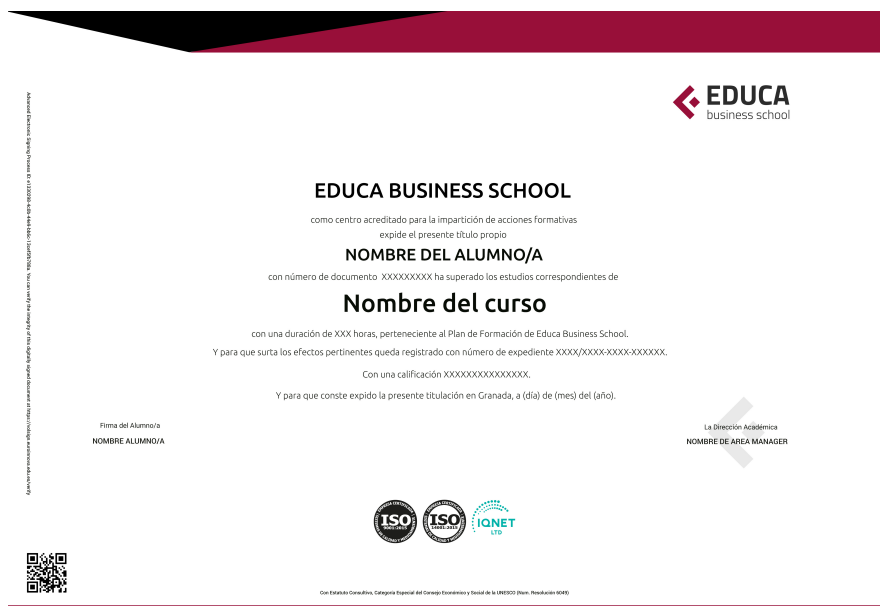 EDUCA
business school
EDUCA BUSINESS SCHOOL
como centro acreditado para la impartición de acciones formativas
expide el presente título propio
NOMBRE DEL ALUMNO/A
con número de documento XXXXXXXXX ha superado los estudios correspondientes de
Nombre del curso
con una duración de XXX horas, perteneciente al Plan de Formación de Educa Business School.
Y para que surta los efectos pertinentes queda registrado con número de expediente XXXX/XXXX-XXXX-XXXXXX.
Con una calificación XXXXXXXXXXXXXXX.
Y para que conste expido la presente titulación en Granada, a (día) de (mes) del (año).
Firma del Alumno/a
NOMBRE ALUMNO/A
La Dirección Académica
NOMBRE DE AREA MANAGER
ISO
9001:2015
ISO
14001:2015
IQNET
LTD
Con Estatuto Consultivo, Categoría Especial del Consejo Económico y Social de la UNESCO (Num. Resolución 6049)